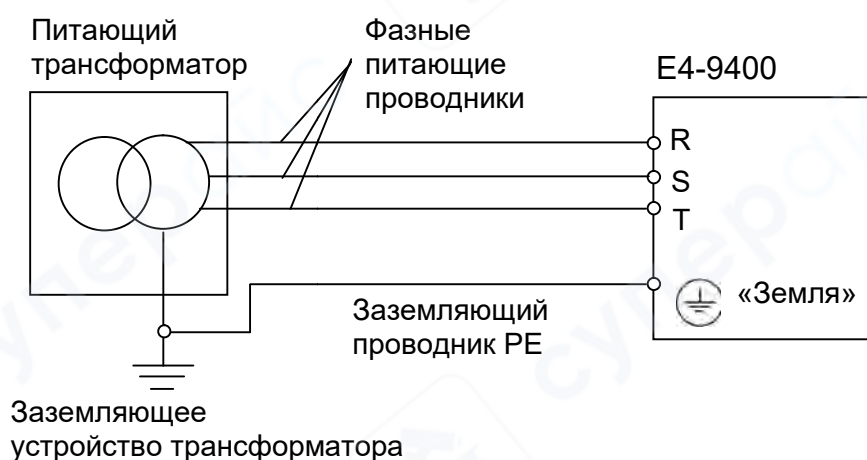 Питающий
трансформатор
Фазные
питающие
проводники
E4-9400
R
S
T
«Земля»
Заземляющий
проводник PE
Заземляющее
устройство трансформатора